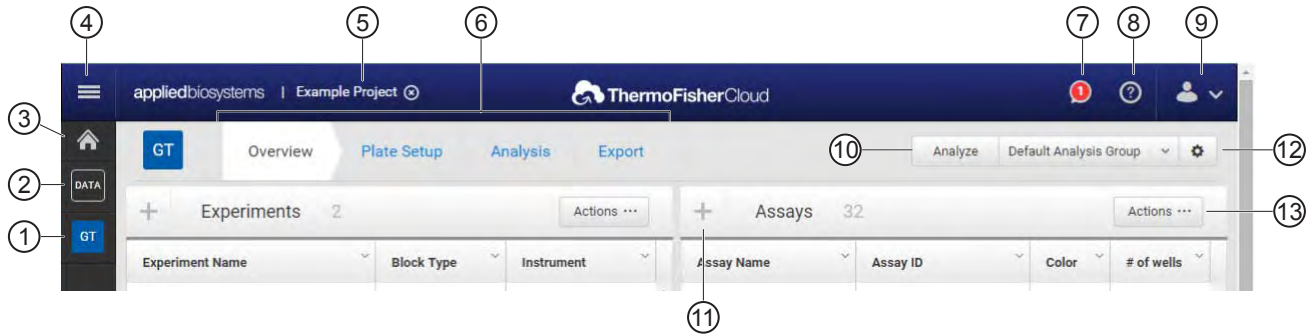 4 5 6 7 8 9
appliedbiosystems | Example Project ThermoFisherCloud 1 ?
3
GT Overview Plate Setup Analysis Export 10 Analyze Default Analysis Group 12
2 DATA
+ Experiments 2 Actions ••• + Assays 32 Actions ••• 13
1 GT
Experiment Name Block Type Instrument Assay Name Assay ID Color # of wells
11